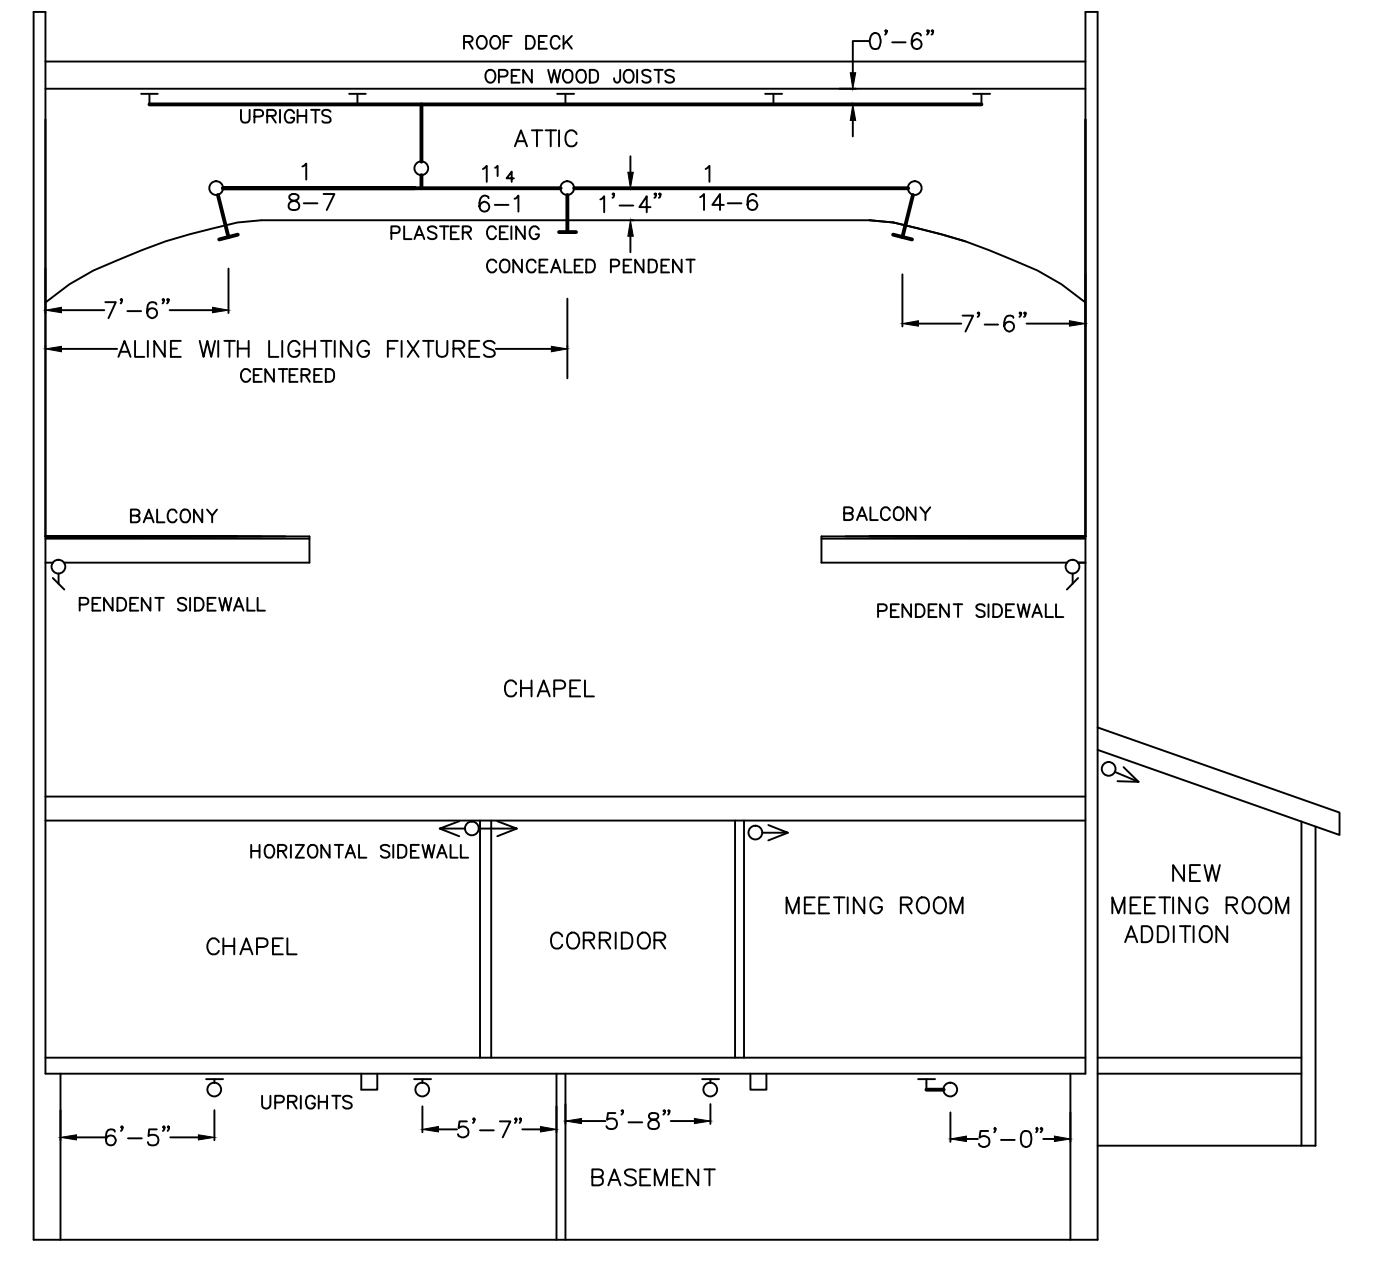 ROOF DECK
0'-6"
OPEN WOOD JOISTS
UPRIGHTS
ATTIC
1
1 1 4
1
8-7
6-1
1'-4"
14-6
PLASTER CEING
CONCEALED PENDENT
7'-6"
7'-6"
ALINE WITH LIGHTING FIXTURES
CENTERED
BALCONY
BALCONY
PENDENT SIDEWALL
PENDENT SIDEWALL
CHAPEL
HORIZONTAL SIDEWALL
NEW
MEETING ROOM
ADDITION
MEETING ROOM
CORRIDOR
CHAPEL
UPRIGHTS
6'-5"
5'-7"
5'-8"
5'-0"
BASEMENT